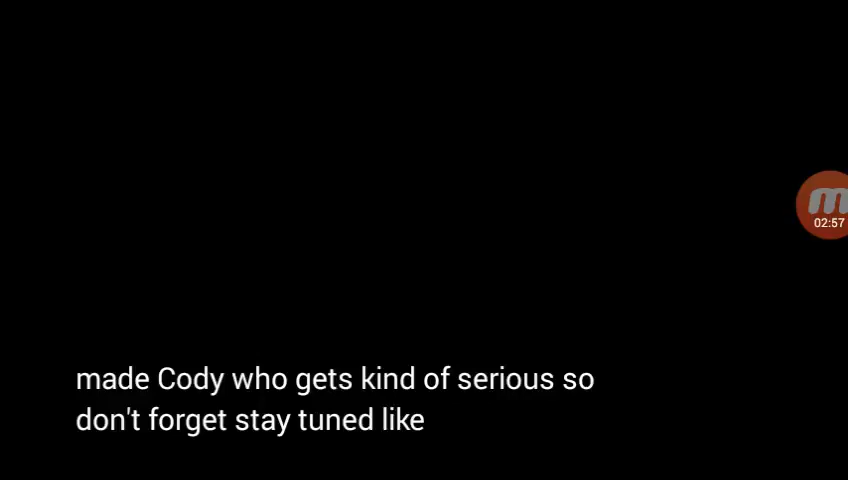 m
02:57
made Cody who gets kind of serious so
don't forget stay tuned like